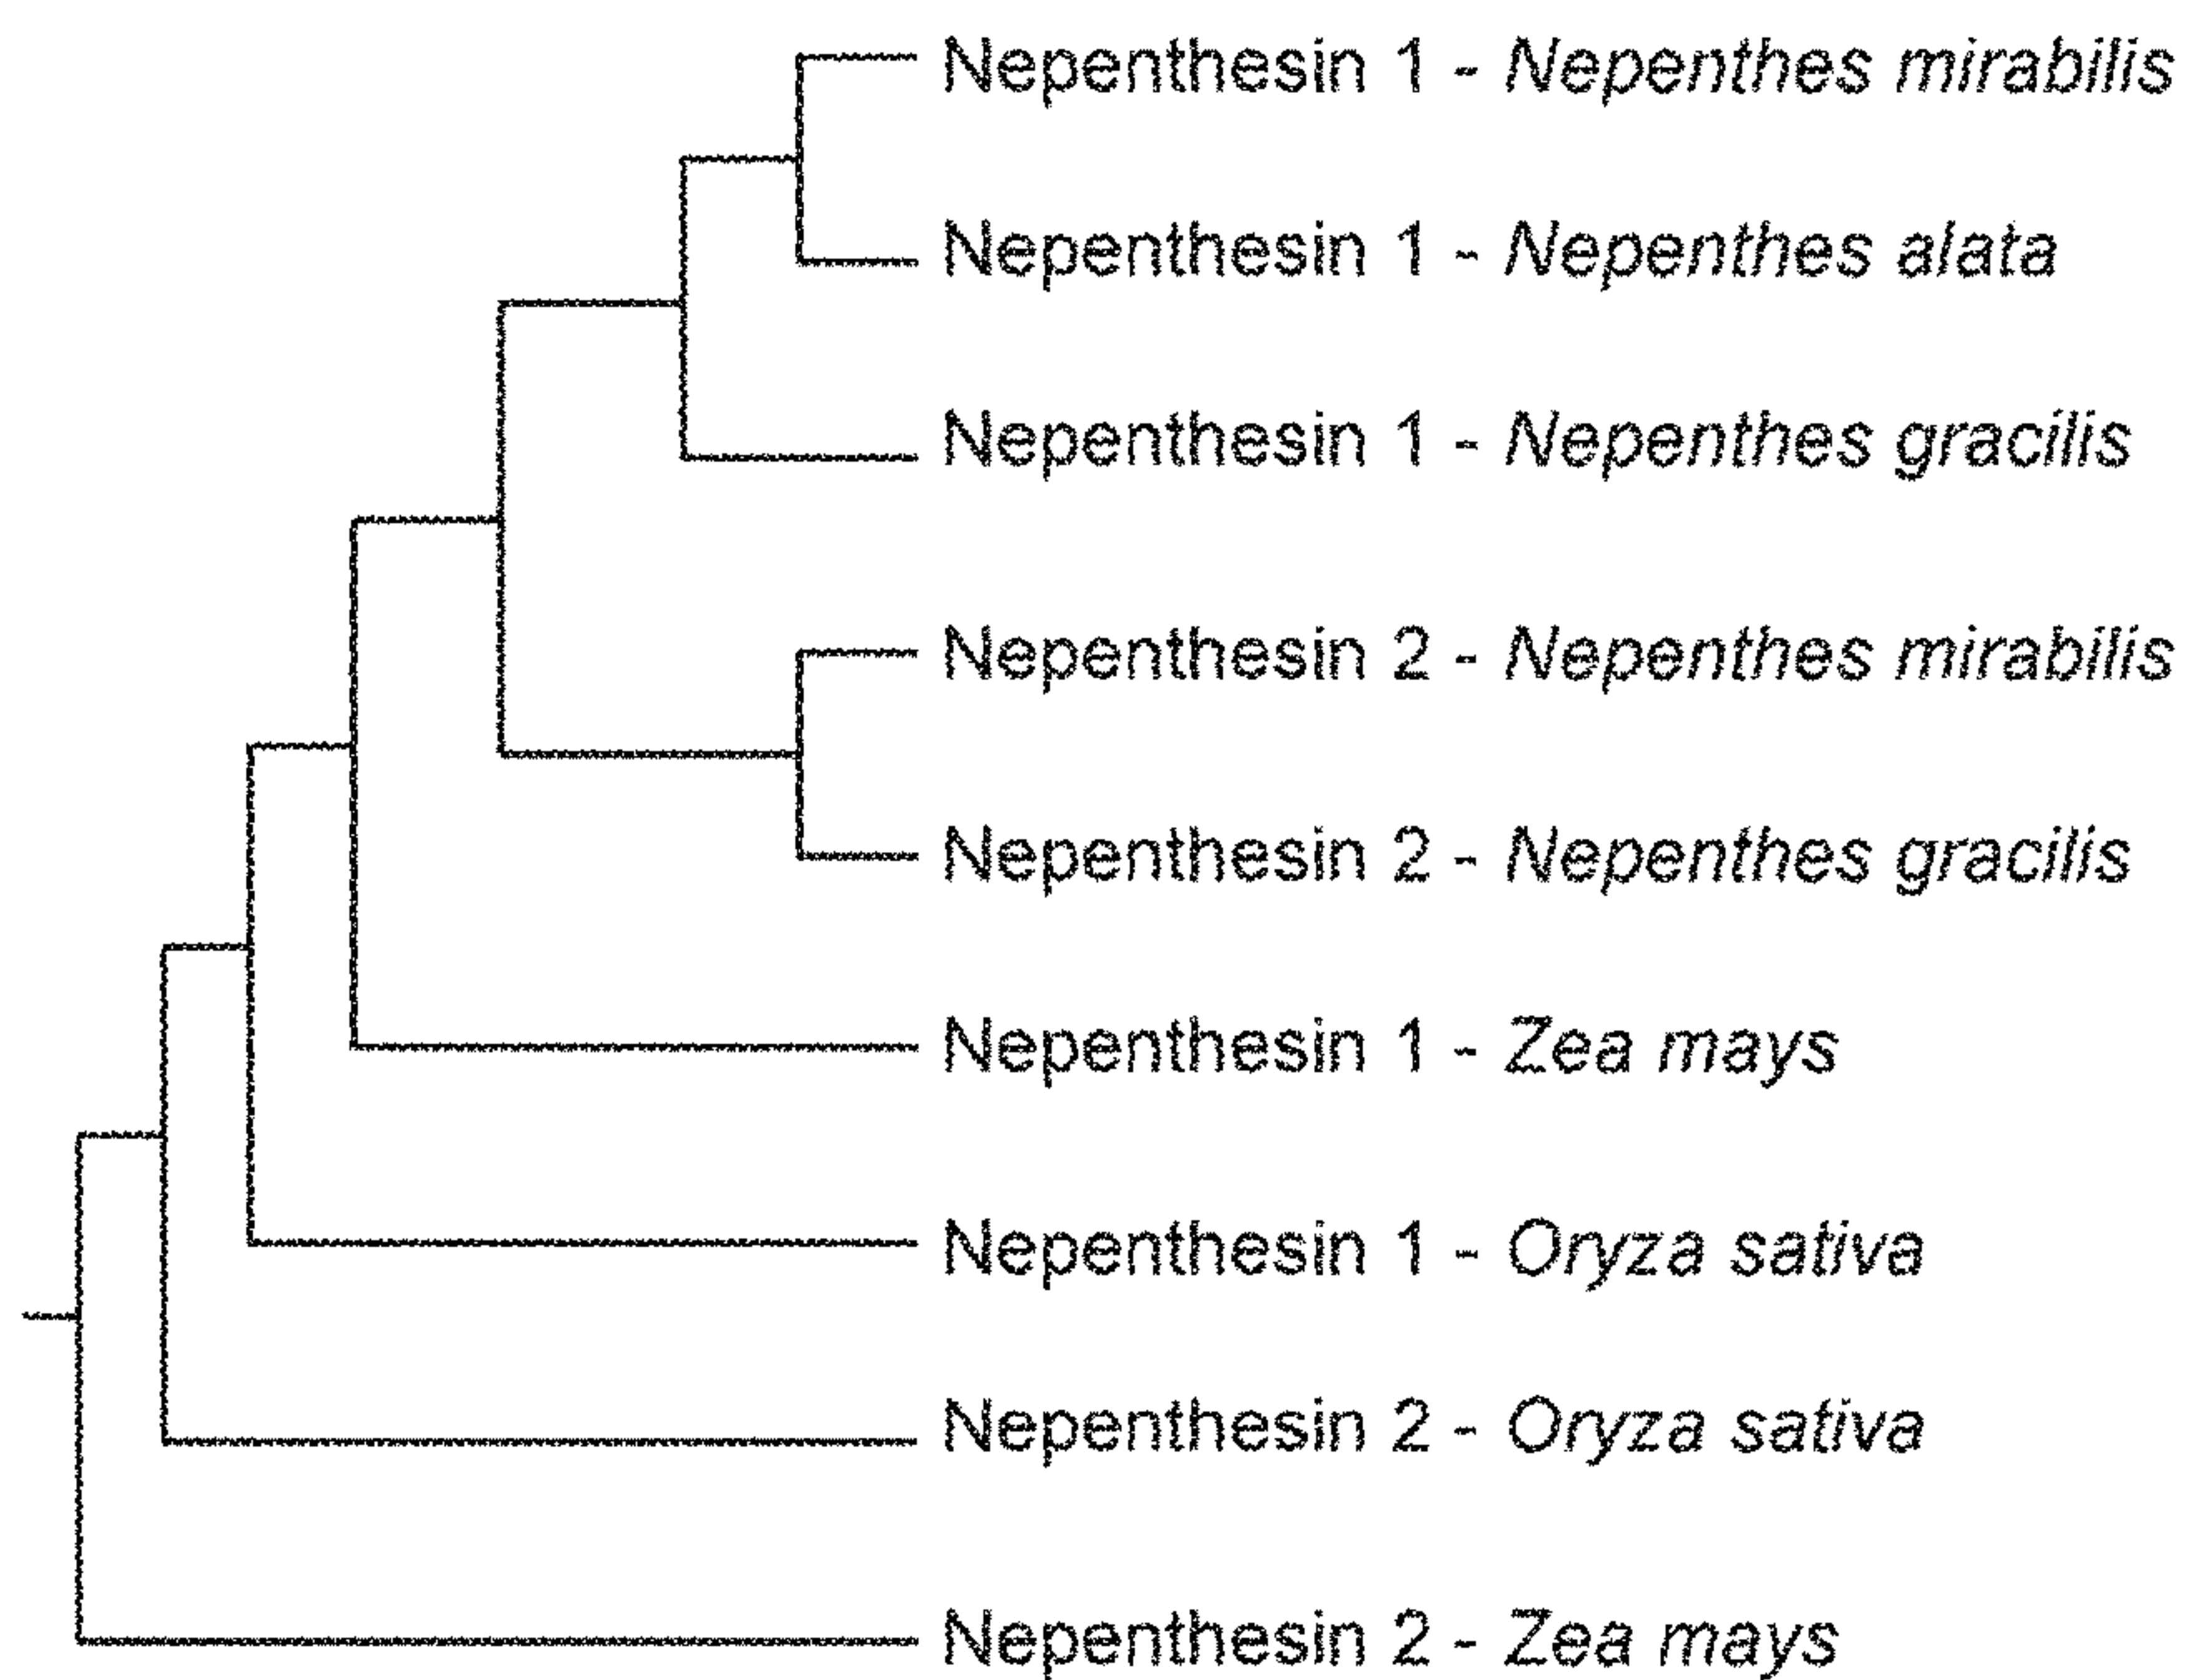 Nepenthesin 1 - Nepenthes mirabilis
Nepenthesin 1 - Nepenthes alata
Nepenthesin 1 - Nepenthes gracilis
Nepenthesin 2 - Nepenthes mirabilis
Nepenthesin 2 - Nepenthes gracilis
Nepenthesin 1 - Zea mays
Nepenthesin 1 - Oryza sativa
Nepenthesin 2 - Oryza sativa
Nepenthesin 2 - Zea mays